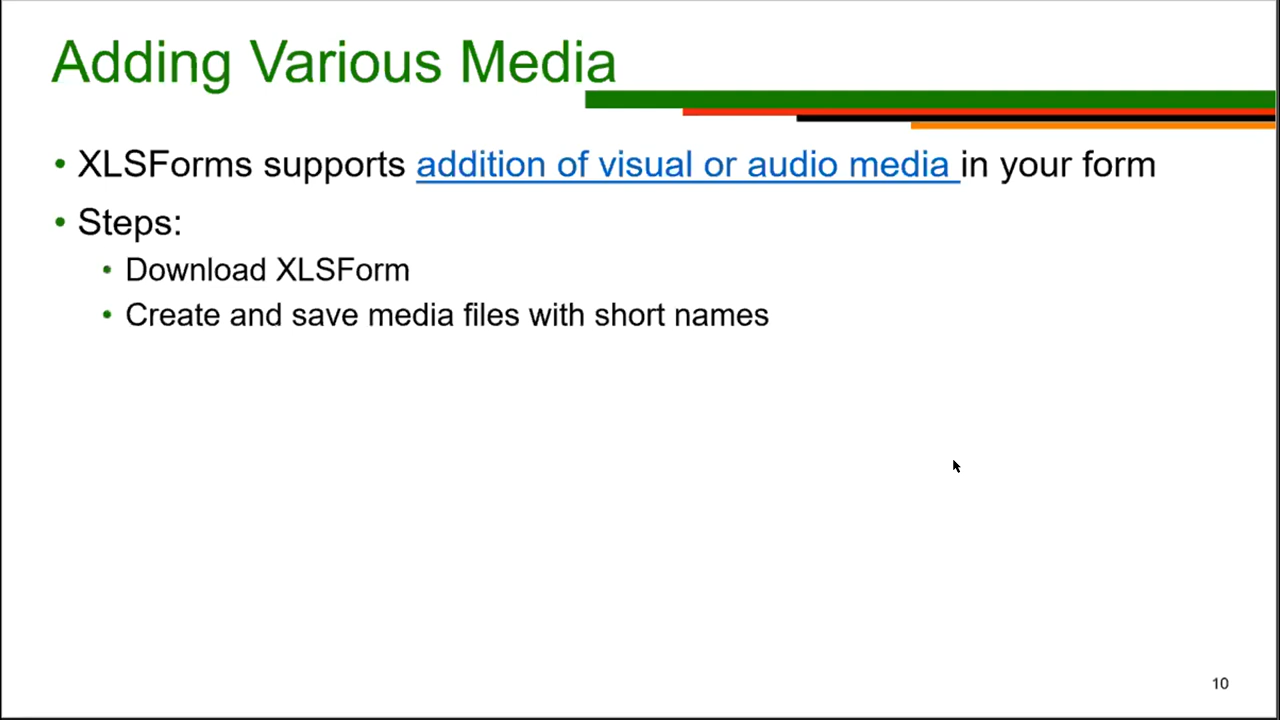 Adding Various Media
• XLSForms supports addition of visual or audio media in your form
• Steps:
• Download XLSForm
• Create and save media files with short names
10